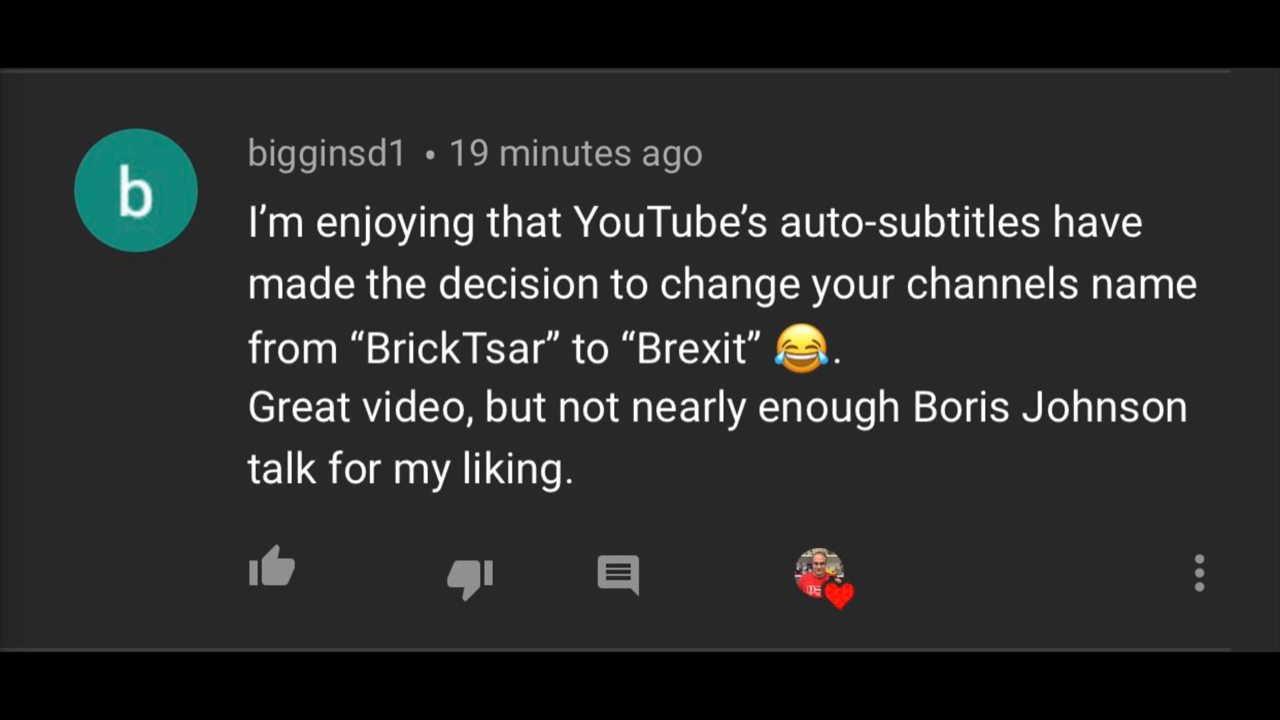 b
bigginsd1 • 19 minutes ago
I’m enjoying that YouTube’s auto-subtitles have
made the decision to change your channels name
from “BrickTsar” to “Brexit” 😂.
Great video, but not nearly enough Boris Johnson
talk for my liking.